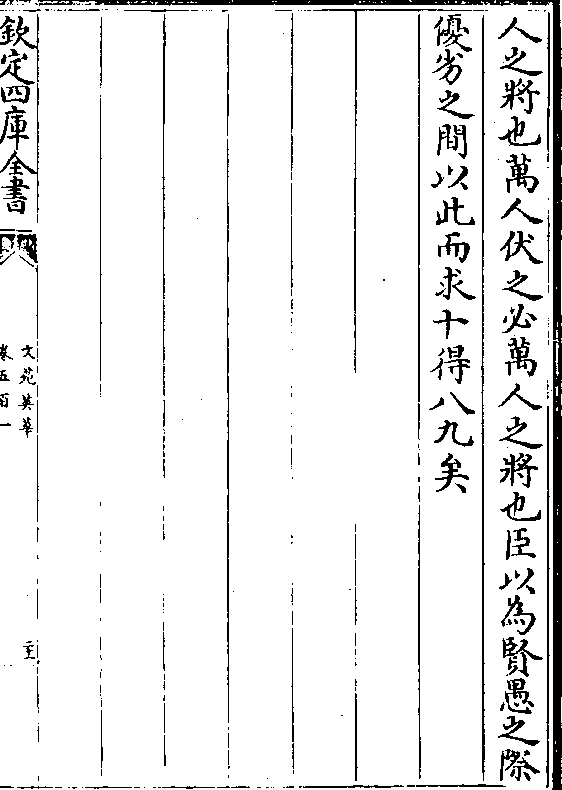 人之將也萬人伏之必萬人之將也臣以為賢愚之際
優劣之間以此而求十得八九矣
欽定四庫全書
文苑英華
卷五百一